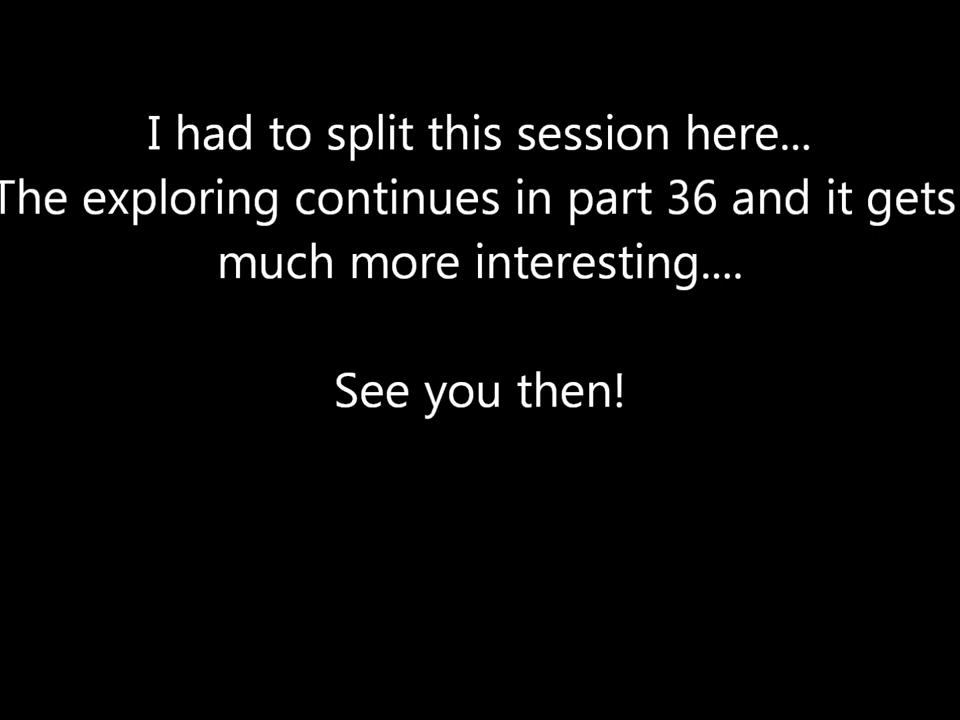 I had to split this session here...
The exploring continues in part 36 and it gets
much more interesting....
See you then!